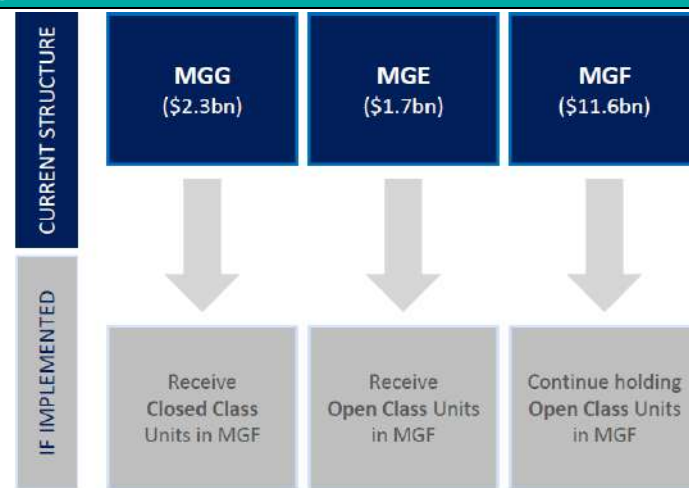 CURRENT STRUCTURE
MGG
($2.3bn)
MGE
($1.7bn)
MGF
($11.6bn)
IF IMPLEMENTED
Receive
Closed Class
Units in MGF
Receive
Open Class Units
in MGF
Continue holding
Open Class Units
in MGF